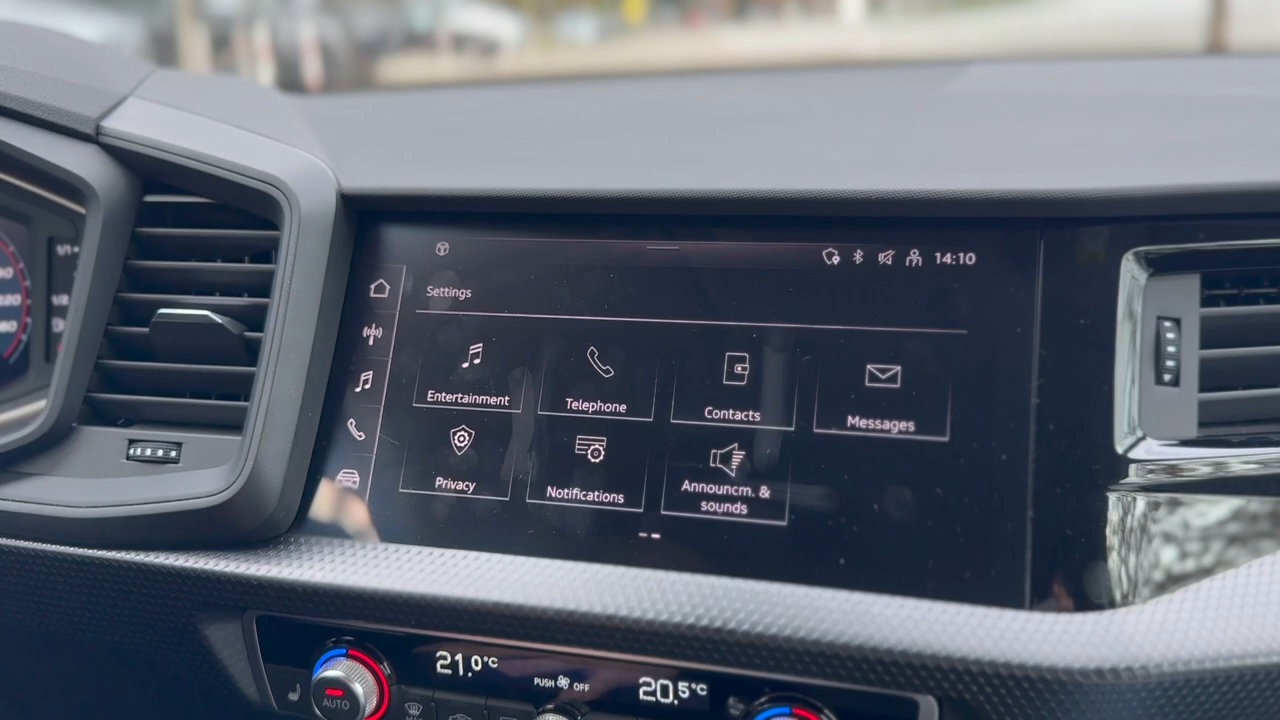 14:10
Settings
Entertainment
Telephone
Contacts
Messages
Privacy
Notifications
Announcm. &
sounds
21.0°C
PUSH OFF
20.5°C
AUTO